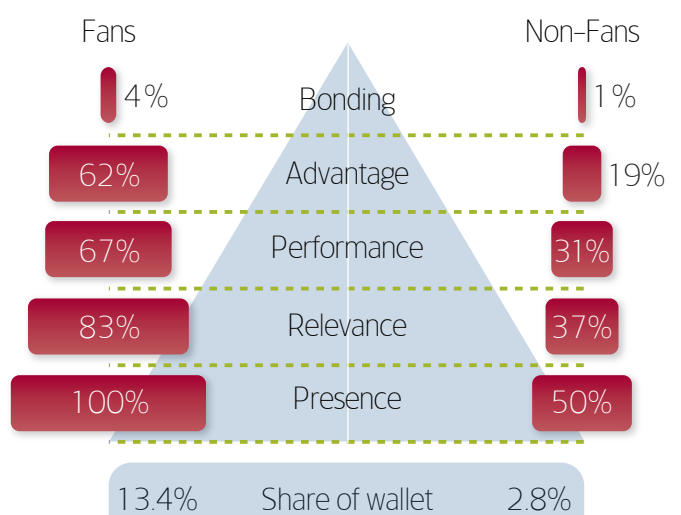 Fans Non-Fans
4% Bonding 1%
62% Advantage 19%
67% Performance 31%
83% Relevance 37%
100% Presence 50%
13.4% Share of wallet 2.8%